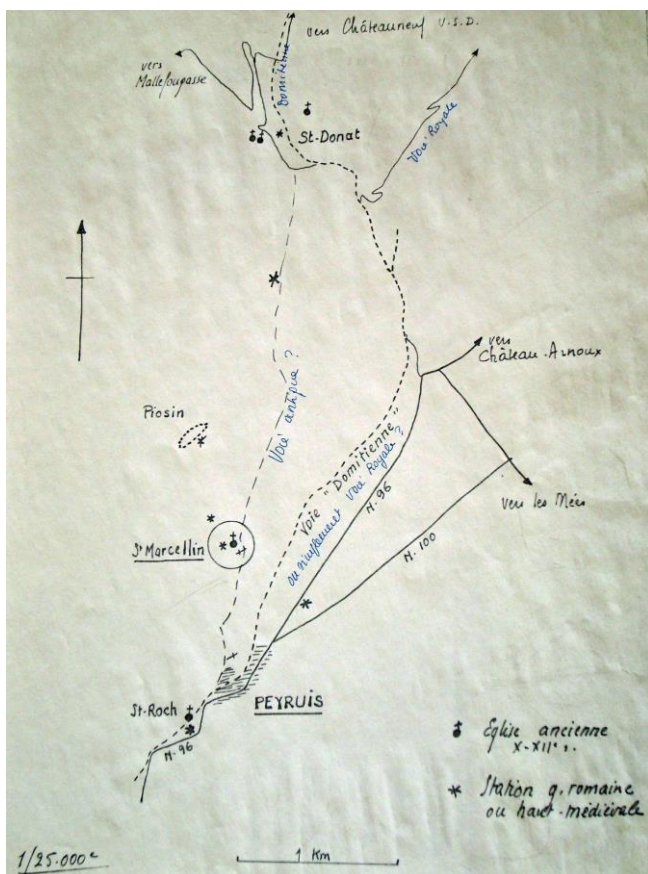 vers Châteauneuf V.S.D.
vers
Mallefougasse
Domitienne
St-Donat
Voie Royale
vers
Château-Arnoux
Voie antique ?
Piosin
Voie "Domitienne"
ou simplement Voie Royale ?
N.96
vers les Mées
N.100
St Marcellin
St-Roch
PEYRUIS
N.96
Eglise ancienne
X-XIIe s.
Station g. romaine
ou haut-médiévale
1/25.000e
1 Km